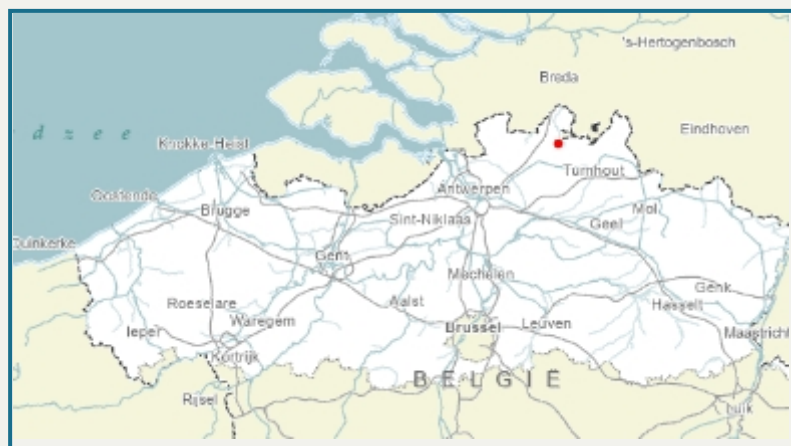 's-Hertogenbosch
Breda
d z e e
Eindhoven
Knokke-Heist
Turnhout
Antwerpen
Oostende
Brugge
Sint-Niklaas
Geel
Mol
Duinkerke
Gent
Mechelen
Genk
Roeselare
Aalst
Hasselt
Ieper
Waregem
Brussel
Leuven
Maastricht
Kortrijk
BELGIË
Rijsel
Luik